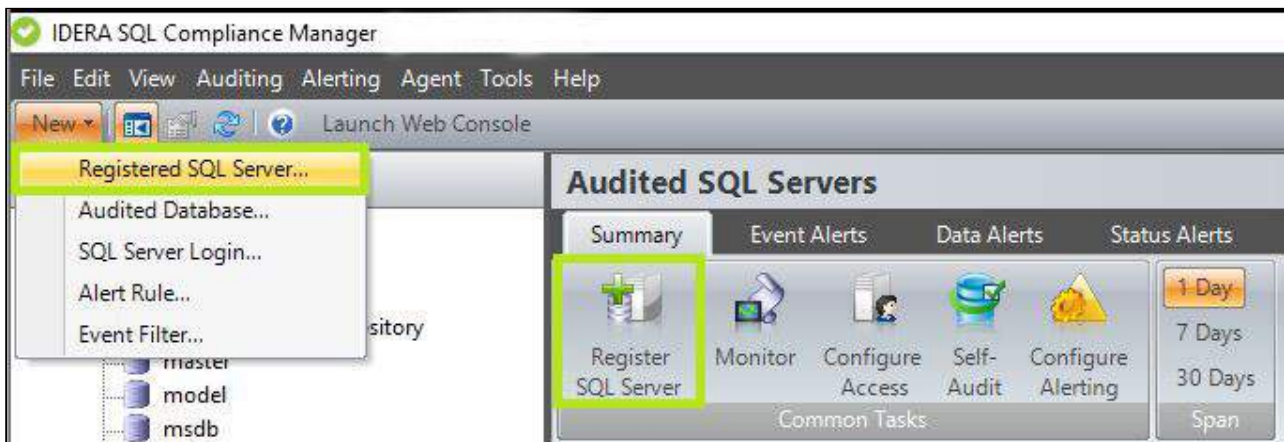 IDERA SQL Compliance Manager
File Edit View Auditing Alerting Agent Tools Help
New Launch Web Console
Registered SQL Server...
Audited Database...
SQL Server Login...
Alert Rule...
Event Filter...
sitory
master
model
msdb
Audited SQL Servers
Summary Event Alerts Data Alerts Status Alerts
Register SQL Server
Monitor
Configure Access
Self-Audit
Configure Alerting
Common Tasks
1 Day
7 Days
30 Days
Span